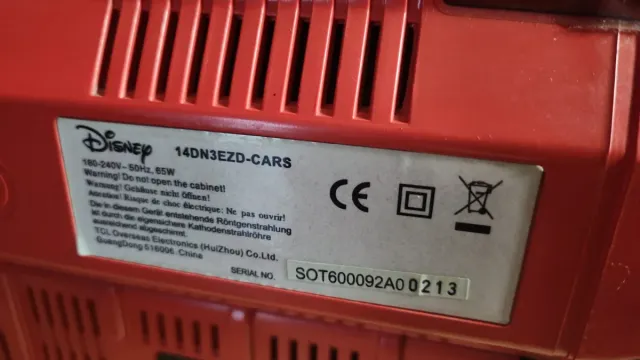 Disney 14DN3EZD-CARS
180-240V~ 50Hz, 65W
Warning! Do not open the cabinet!
Warnung! Gehäuse nicht öffnen!
Attention! Risque de choc électrique: Ne pas ouvrir!
Die in diesem Gerät entstehende Röntgenstrahlung
ist durch die eigensichere Kathodenstrahlröhre
ausreichend abgeschirmt.
TCL Overseas Electronics (HuiZhou) Co.Ltd.
GuangDong 516006. China
CE
SERIAL NO. SOT600092A0 0213